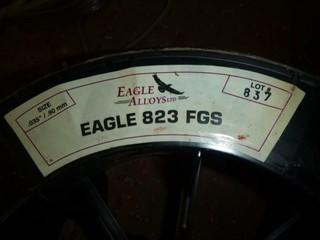 SIZE
.035" / .90 mm
EAGLE
ALLOYS LTD
LOT #
837
EAGLE 823 FGS